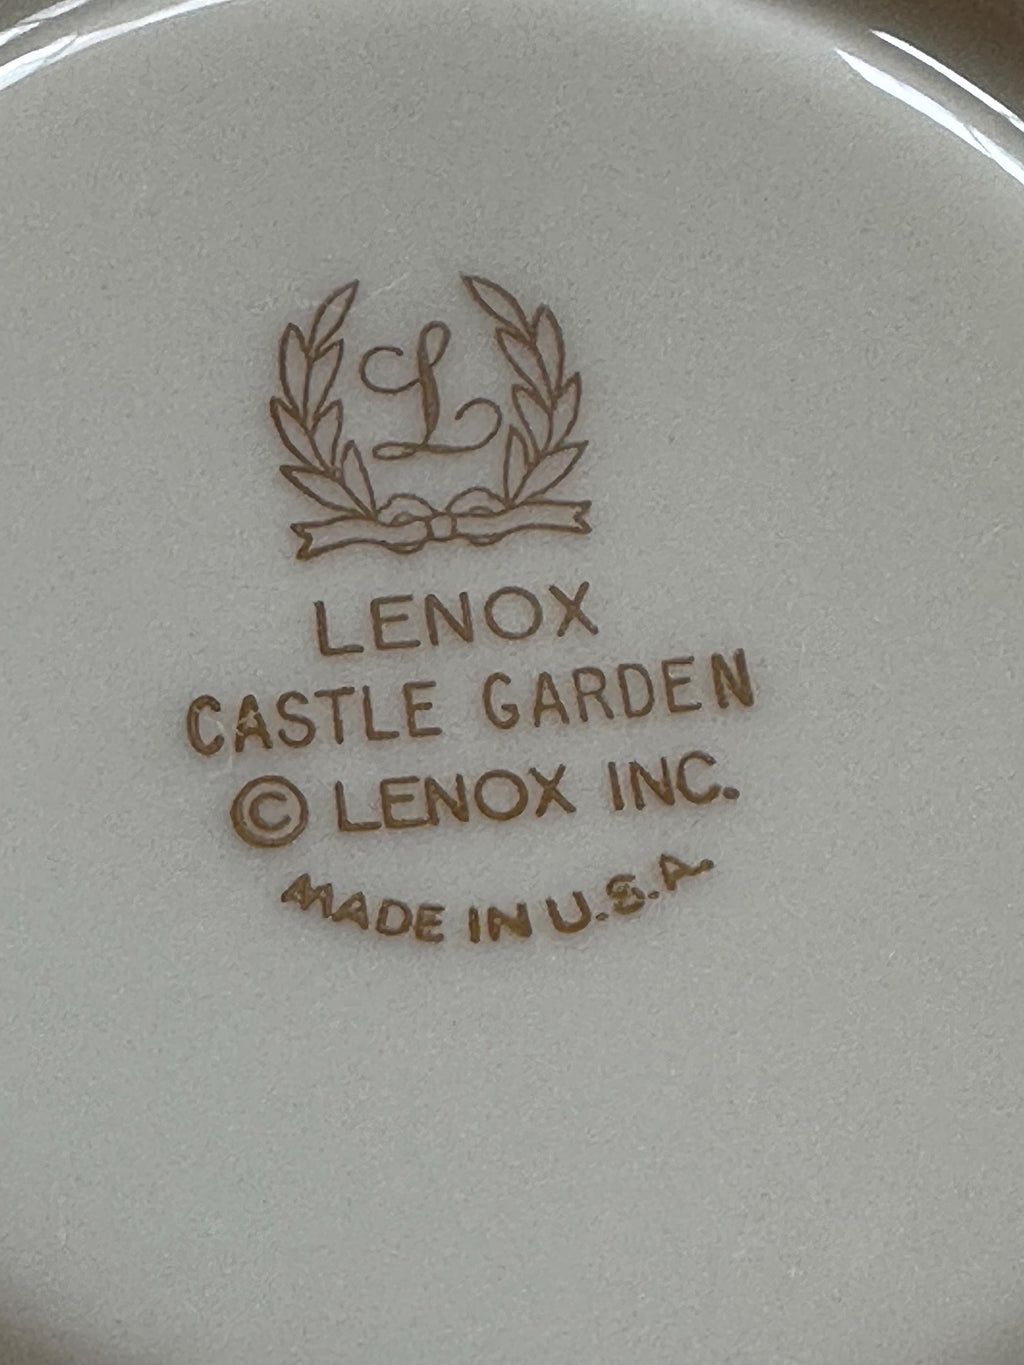 L
LENOX
CASTLE GARDEN
© LENOX INC.
MADE IN U.S.A.